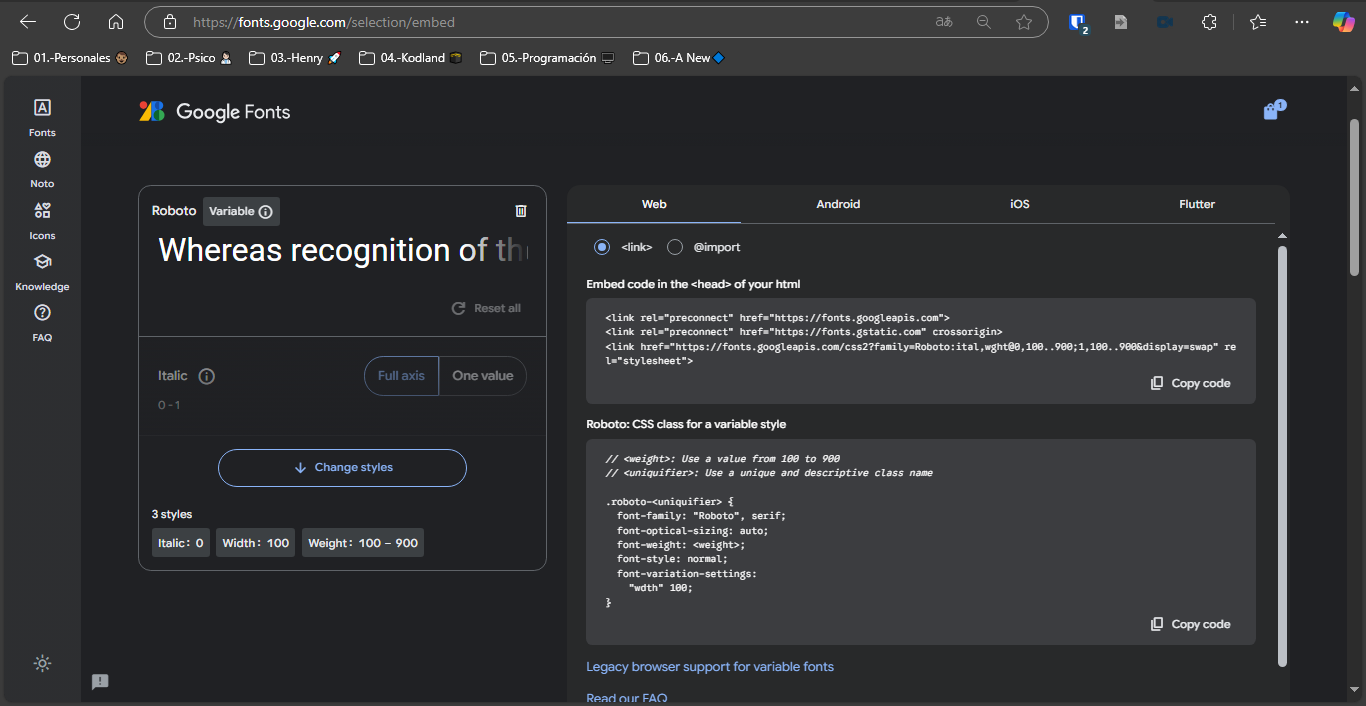 https://fonts.google.com/selection/embed
2
01.-Personales
02.-Psico
03.-Henry
04.-Kodland
05.-Programación
06.-A New
Fonts
Noto
Icons
Knowledge
FAQ
Google Fonts
1
Roboto Variable
Whereas recognition of th
Reset all
Italic
Full axis One value
0 - 1
Change styles
3 styles
Italic: 0 Width: 100 Weight: 100 – 900
Web Android iOS Flutter
<link> @import
Embed code in the <head> of your html
<link rel="preconnect" href="https://fonts.googleapis.com">
<link rel="preconnect" href="https://fonts.gstatic.com" crossorigin>
<link href="https://fonts.googleapis.com/css2?family=Roboto:ital,wght@0,100..900;1,100..900&display=swap" re
l="stylesheet">
Copy code
Roboto: CSS class for a variable style
// <weight>: Use a value from 100 to 900
// <uniquifier>: Use a unique and descriptive class name
.roboto-<uniquifier> {
font-family: "Roboto", serif;
font-optical-sizing: auto;
font-weight: <weight>;
font-style: normal;
font-variation-settings:
"wdth" 100;
}
Copy code
Legacy browser support for variable fonts
Read our FAQ